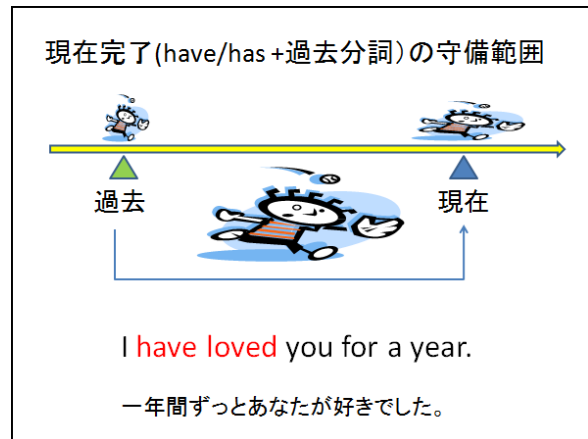 現在完了(have/has +過去分詞)の守備範囲
過去
現在
I have loved you for a year.
一年間ずっとあなたが好きでした。